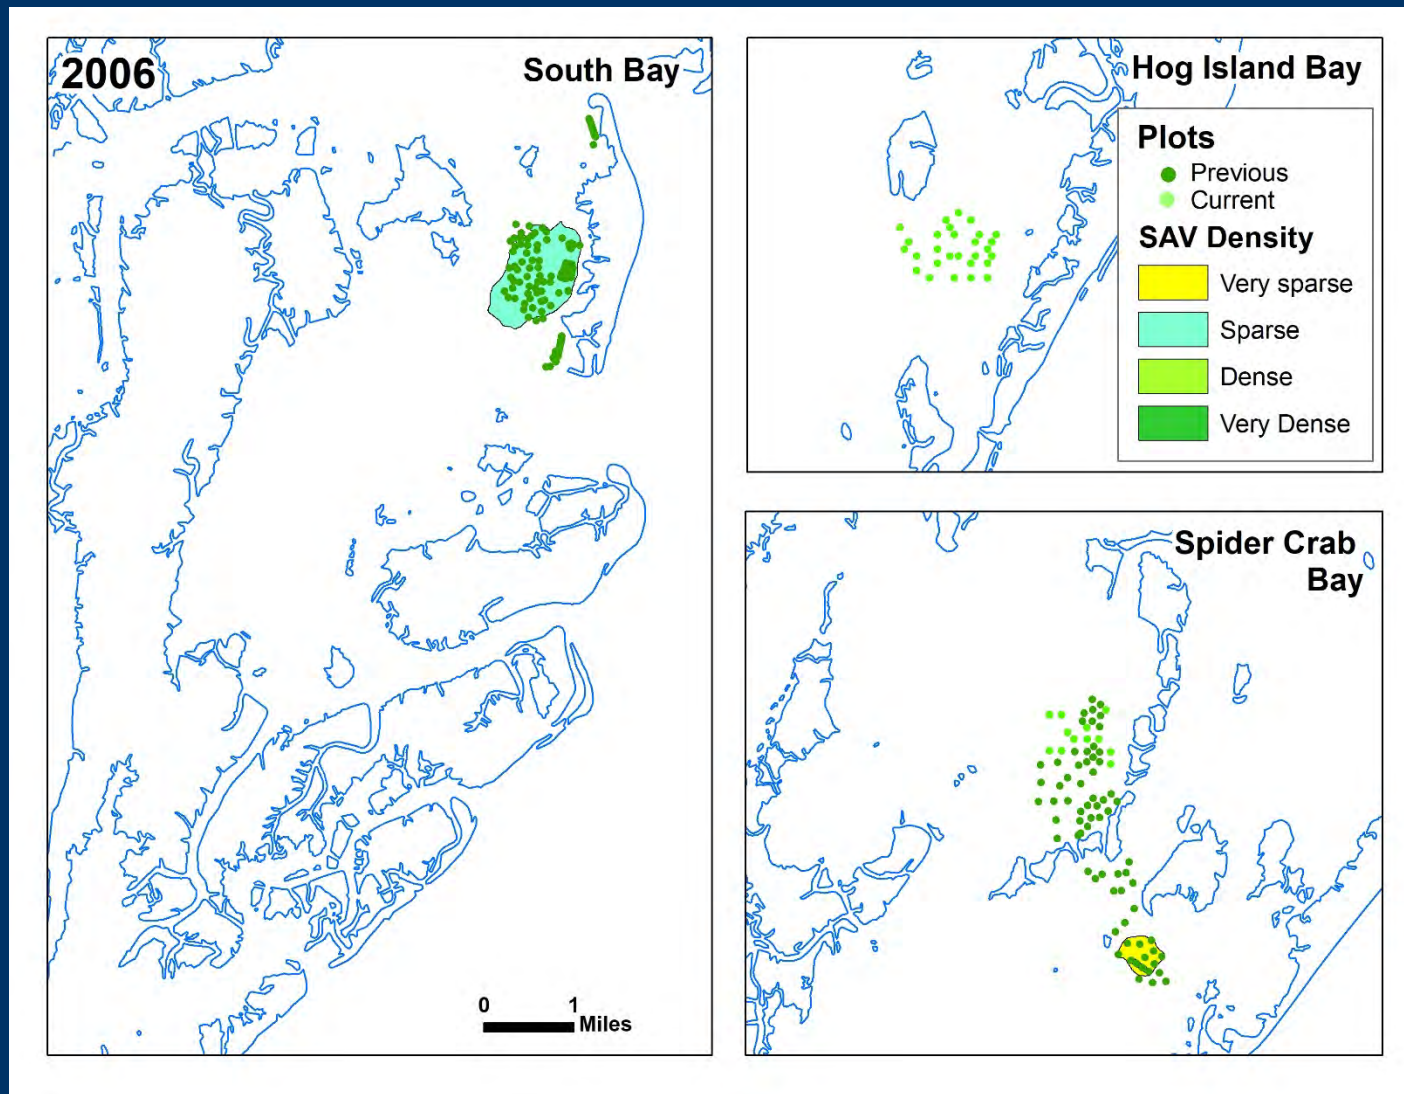 2006
South Bay
Hog Island Bay
Plots
Previous
Current
SAV Density
Very sparse
Sparse
Dense
Very Dense
Spider Crab
Bay
0 1
Miles